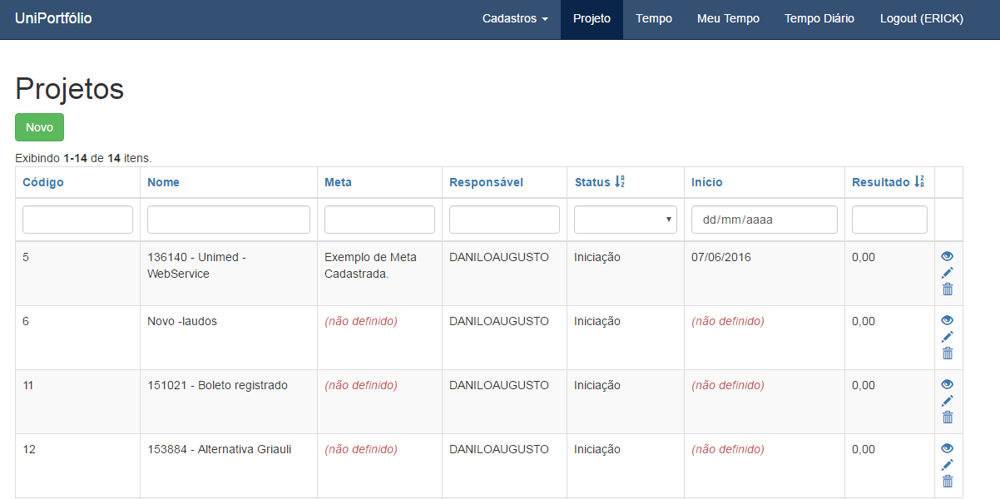 UniPortfólio Cadastros Projeto Tempo Meu Tempo Tempo Diário Logout (ERICK)
Projetos
Novo
Exibindo 1-14 de 14 itens.
Código Nome Meta Responsável Status Início Resultado
dd/mm/aaaa
5 136140 - Unimed - Exemplo de Meta DANILOAUGUSTO Iniciação 07/06/2016 0,00
WebService Cadastrada.
6 Novo -laudos (não definido) DANILOAUGUSTO Iniciação (não definido) 0,00
11 151021 - Boleto registrado (não definido) DANILOAUGUSTO Iniciação (não definido) 0,00
12 153884 - Alternativa Griauli (não definido) DANILOAUGUSTO Iniciação (não definido) 0,00